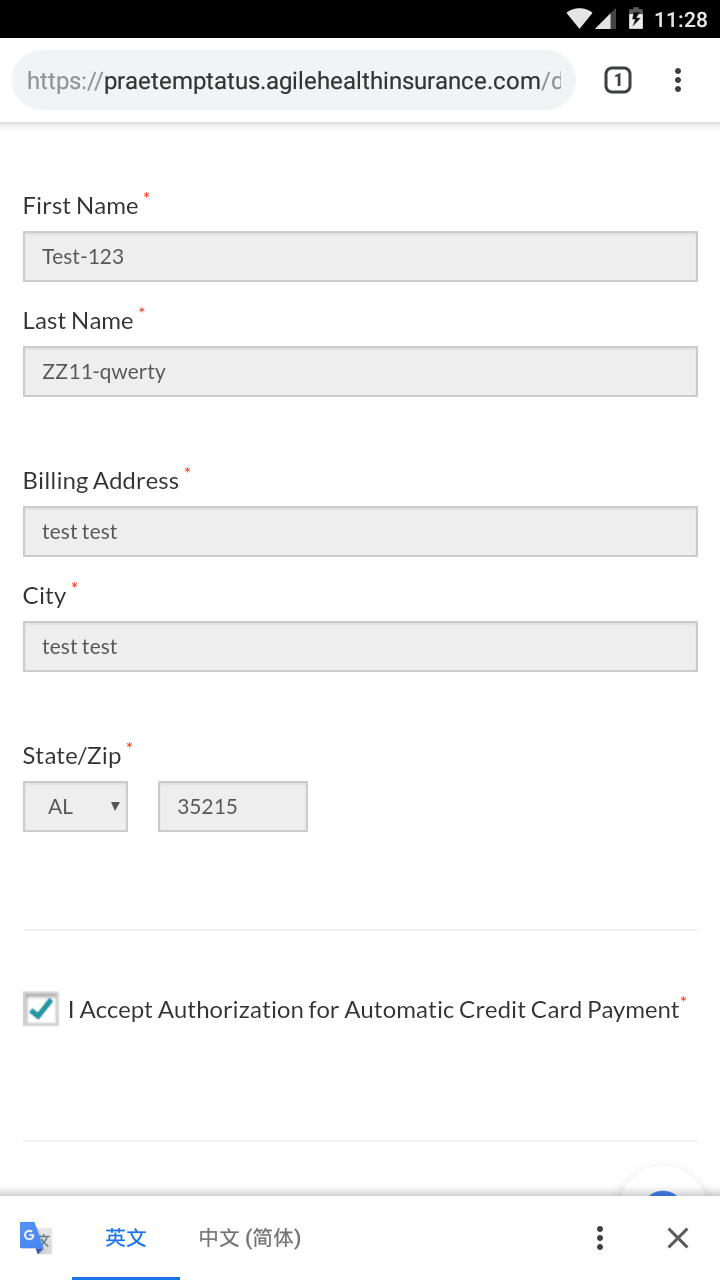 11:28
https://praetemptatus.agilehealthinsurance.com/d
1
First Name *
Test-123
Last Name *
ZZ11-qwerty
Billing Address *
test test
City *
test test
State/Zip *
AL 35215
I Accept Authorization for Automatic Credit Card Payment*
G 文 英文 中文 (简体)